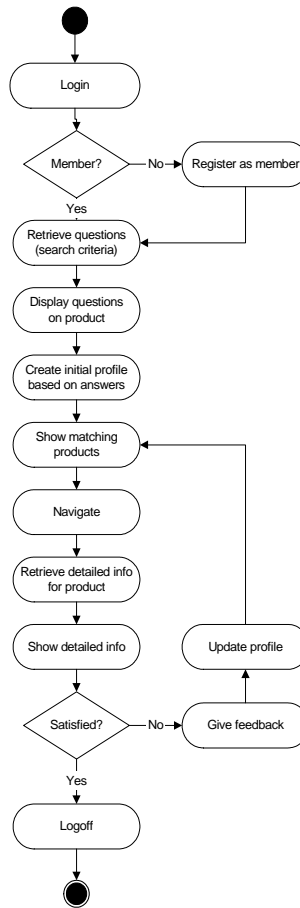 Login
Member?
No
Register as member
Yes
Retrieve questions
(search criteria)
Display questions
on product
Create initial profile
based on answers
Show matching
products
Navigate
Retrieve detailed info
for product
Show detailed info
Update profile
Satisfied?
No
Give feedback
Yes
Logoff